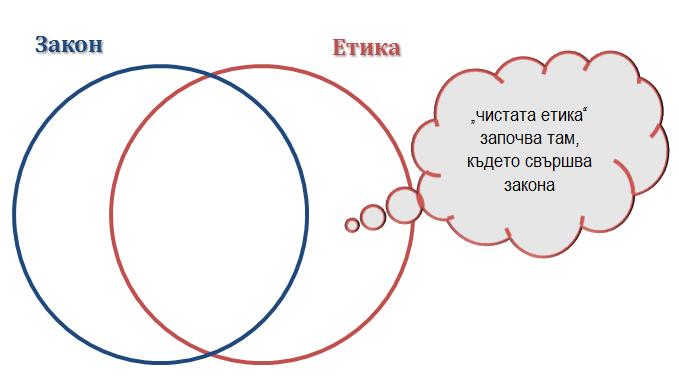 Закон
Етика
„чистата етика“
започва там,
където свършва
закона